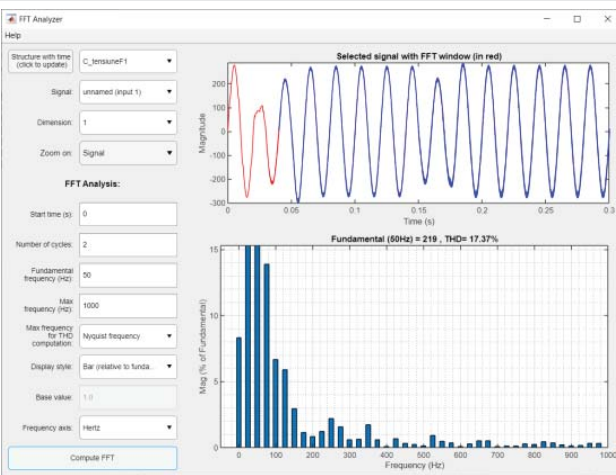 FFT Analyzer
Help
Structure with time
(click to update)
C_tensiuneF1
Signal:
unnamed (input 1)
Dimension:
1
Zoom on:
Signal
FFT Analysis:
Start time (s):
0
Number of cycles:
2
Fundamental
frequency (Hz):
50
Max
frequency (Hz):
1000
Max frequency
for THD
computation:
Nyquist frequency
Display style:
Bar (relative to funda...
Base value:
1.0
Frequency axis:
Hertz
Compute FFT
Selected signal with FFT window (in red)
Magnitude
200
100
0
-100
-200
-300
0 0.05 0.1 0.15 0.2 0.25 0.3
Time (s)
Fundamental (50Hz) = 219 , THD= 17.37%
Mag (% of Fundamental)
15
10
5
0
0 100 200 300 400 500 600 700 800 900 1000
Frequency (Hz)